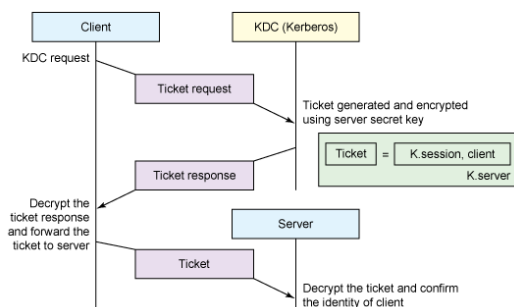 Client
KDC (Kerberos)
KDC request
Ticket request
Ticket generated and encrypted
using server secret key
Ticket = K.session, client
K.server
Ticket response
Decrypt the
ticket response
and forward the
ticket to server
Server
Ticket
Decrypt the ticket and confirm
the identity of client